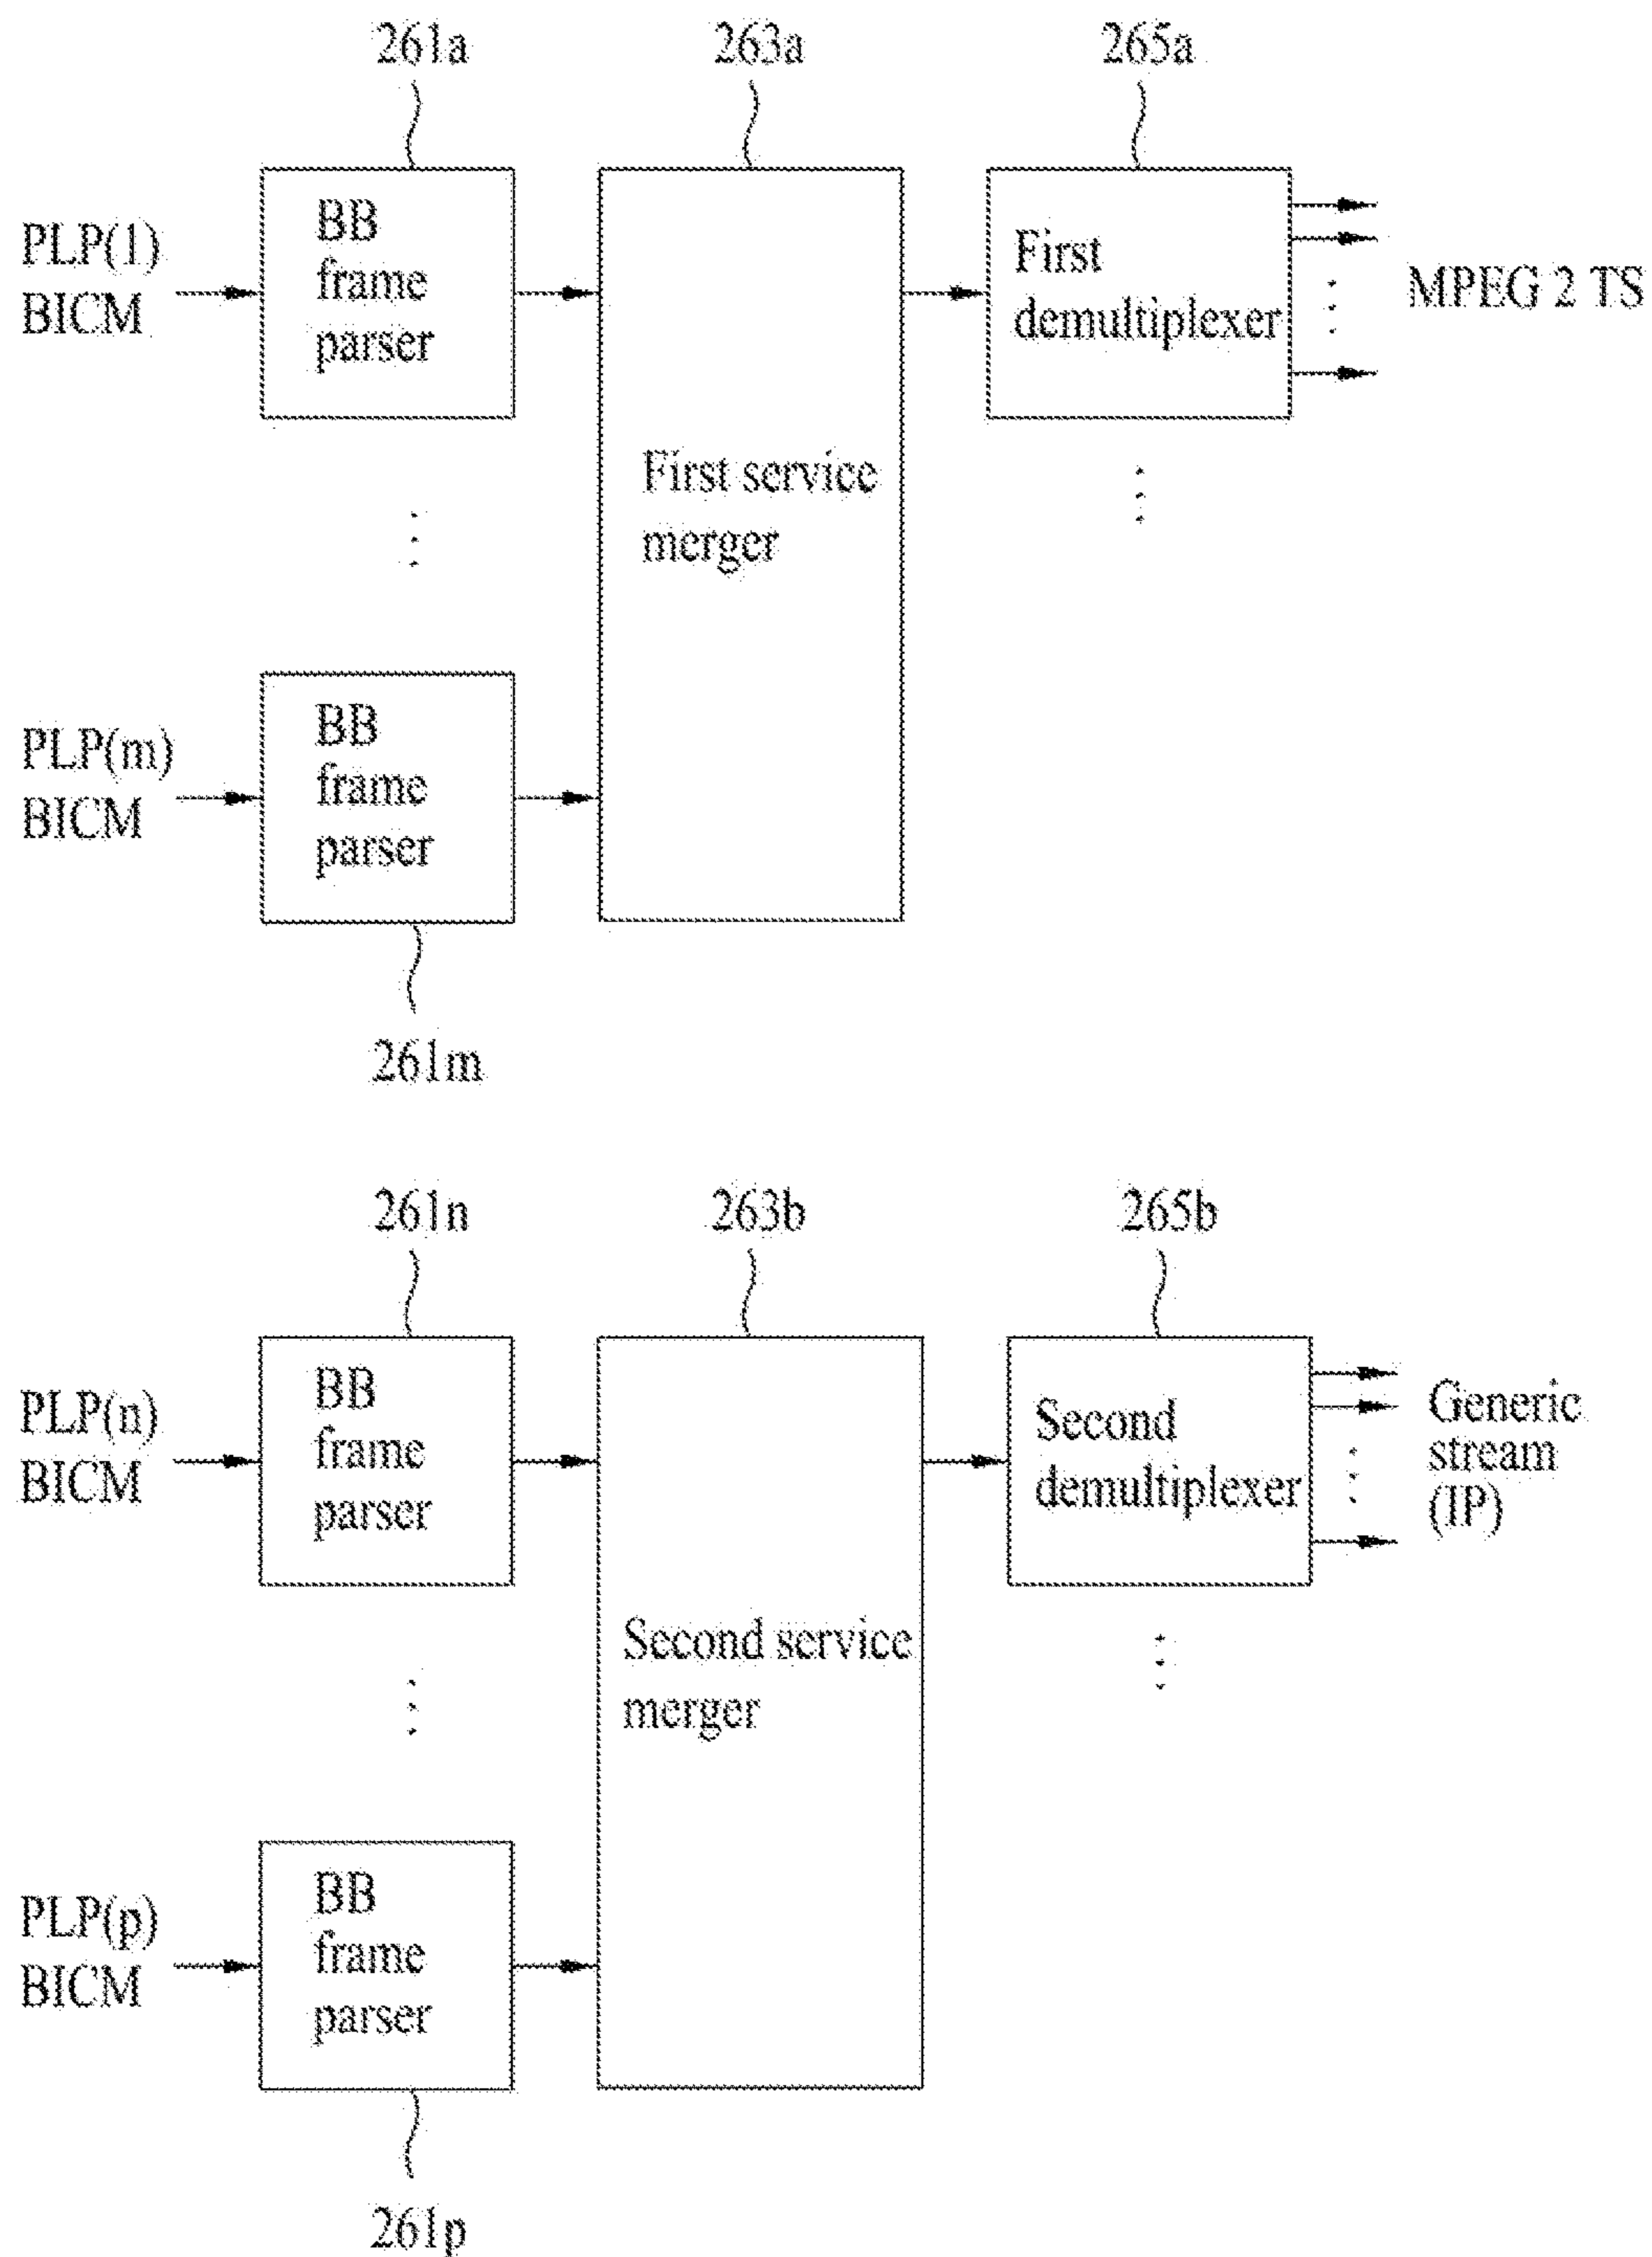 261a
263a
265a
PLP(1)
BICM
BB
frame
parser
First service
merger
First
demultiplexer
MPEG 2 TS
PLP(m)
BICM
BB
frame
parser
261m
261n
263b
265b
PLP(n)
BICM
BB
frame
parser
Second service
merger
Second
demultiplexer
Generic
stream
(IP)
PLP(p)
BICM
BB
frame
parser
261p